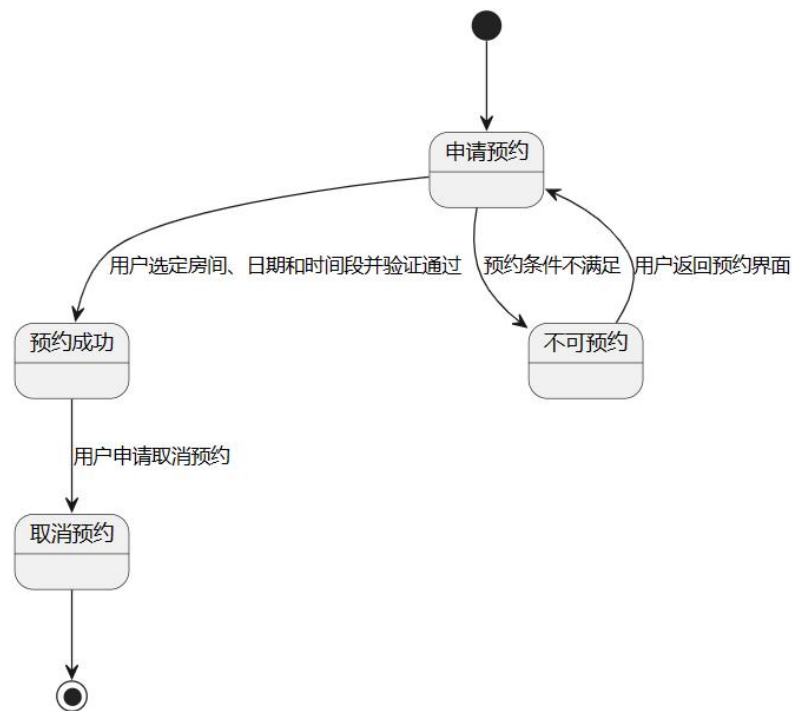 申请预约
用户选定房间、日期和时间段并验证通过
预约条件不满足
用户返回预约界面
预约成功
不可预约
用户申请取消预约
取消预约